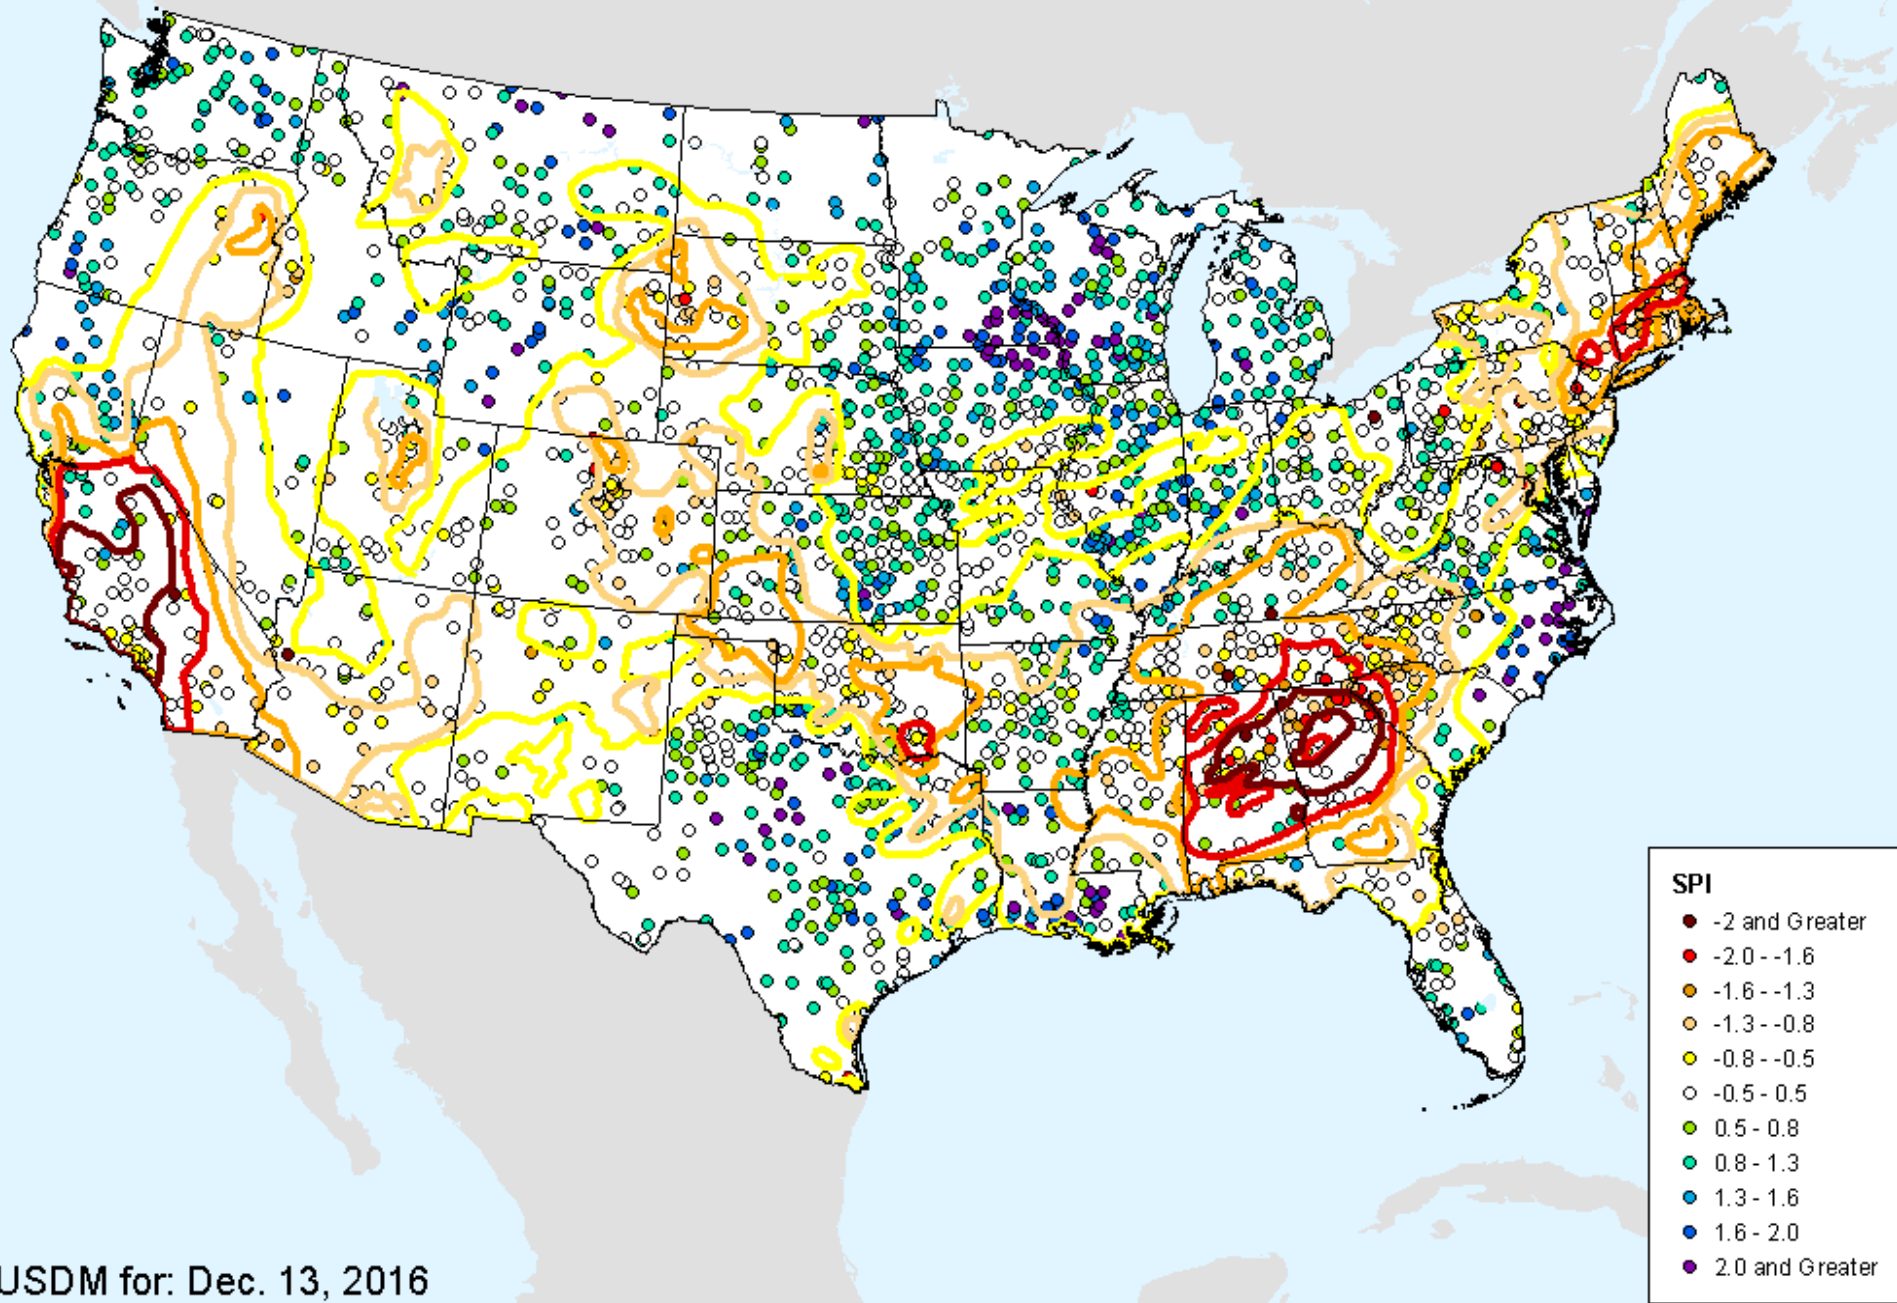 SPI
-2 and Greater
-2.0 - -1.6
-1.6 - -1.3
-1.3 - -0.8
-0.8 - -0.5
-0.5 - 0.5
0.5 - 0.8
0.8 - 1.3
1.3 - 1.6
1.6 - 2.0
2.0 and Greater
USDM for: Dec. 13, 2016